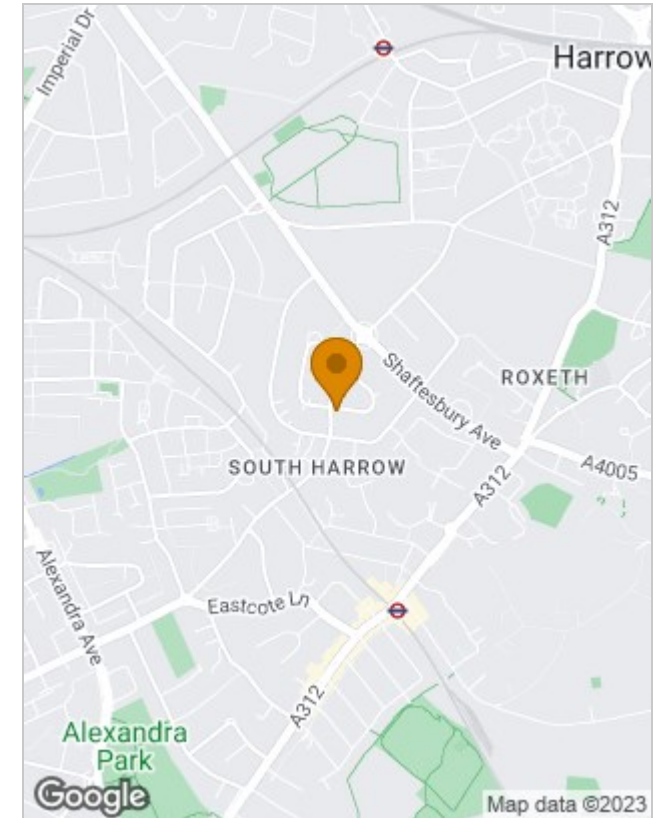 Imperial Dr
Harrow
A312
Shaftesbury Ave
ROXETH
SOUTH HARROW
A4005
A312
Alexandra Ave
Eastcote Ln
A312
Alexandra
Park
Google
Map data ©2023